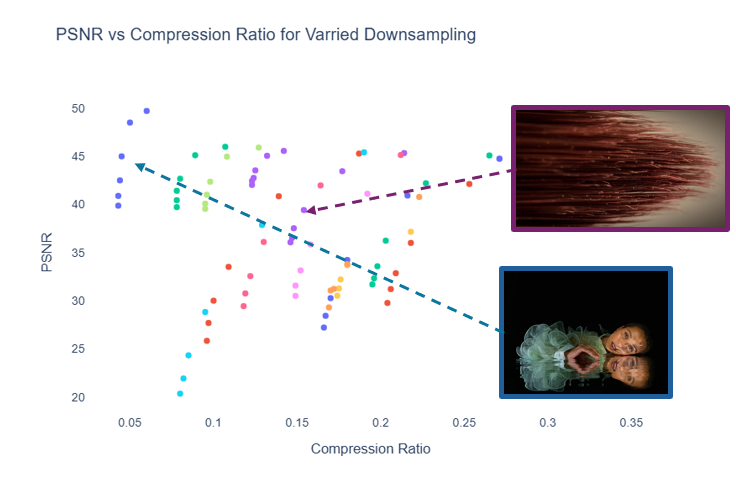 PSNR vs Compression Ratio for Varried Downsampling
50
45
40
35
30
25
20
PSNR
0.05 0.1 0.15 0.2 0.25 0.3 0.35
Compression Ratio